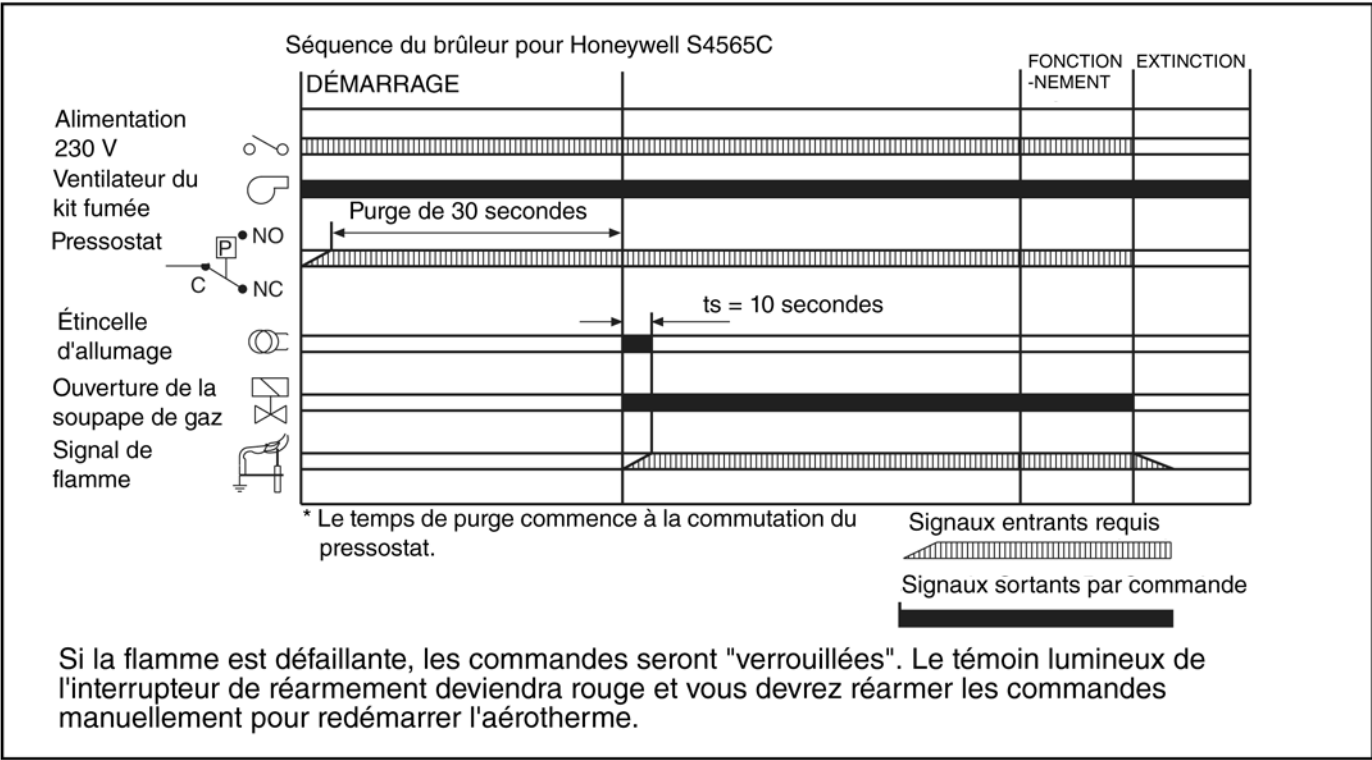 Séquence du brûleur pour Honeywell S4565C
DÉMARRAGE
FONCTION
-NEMENT
EXTINCTION
Alimentation
230 V
Ventilateur du
kit fumée
Purge de 30 secondes
Pressostat
P
NO
C
NC
ts = 10 secondes
Étincelle
d'allumage
Ouverture de la
soupape de gaz
Signal de
flamme
* Le temps de purge commence à la commutation du
pressostat.
Signaux entrants requis
Signaux sortants par commande
Si la flamme est défaillante, les commandes seront "verrouillées". Le témoin lumineux de
l'interrupteur de réarmement deviendra rouge et vous devrez réarmer les commandes
manuellement pour redémarrer l'aérotherme.